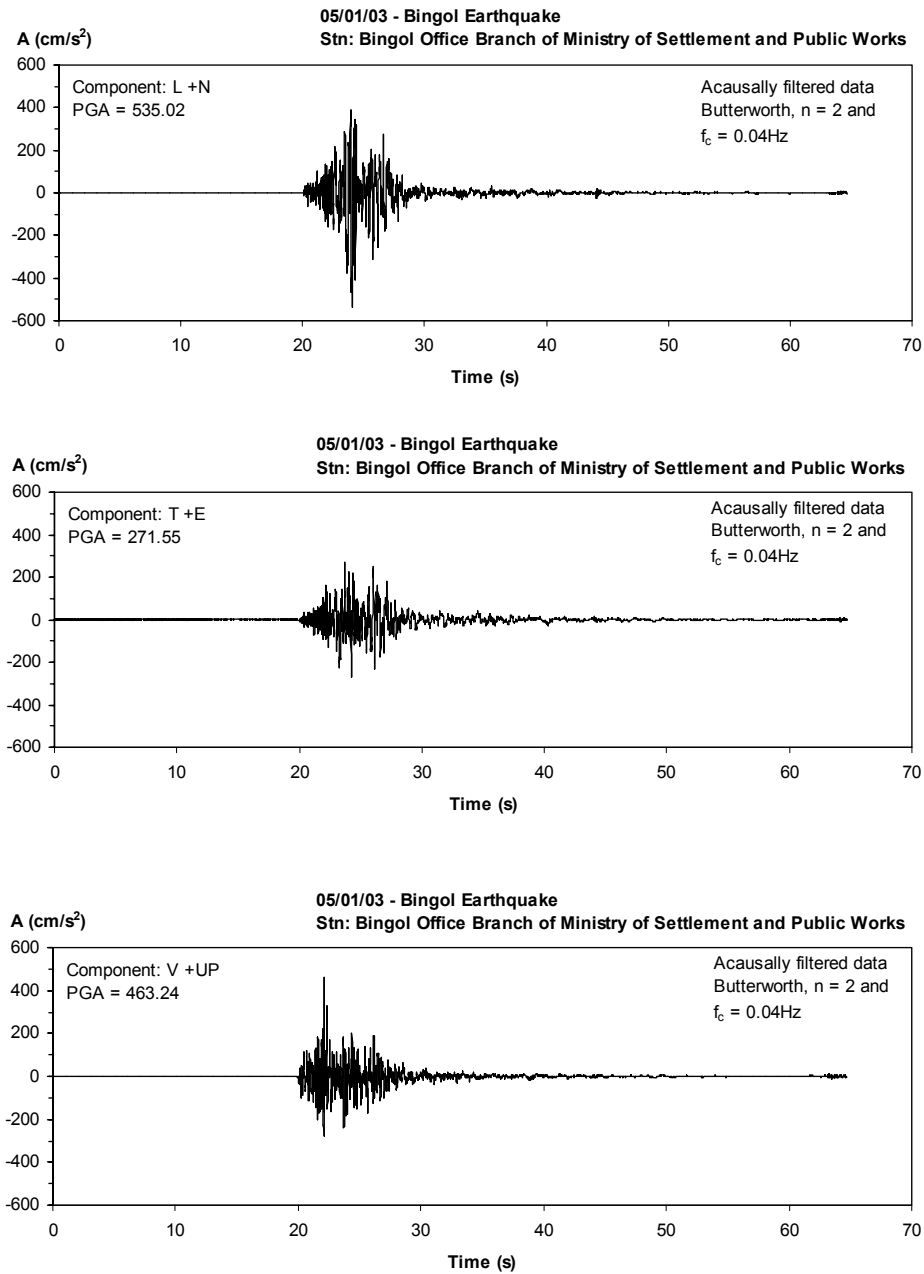 05/01/03 - Bingol Earthquake
A (cm/s²)
Stn: Bingol Office Branch of Ministry of Settlement and Public Works
600
Component: L +N
PGA = 535.02
Acausally filtered data
Butterworth, n = 2 and
f_c = 0.04Hz
400
200
0
-200
-400
-600
0 10 20 30 40 50 60 70
Time (s)
05/01/03 - Bingol Earthquake
A (cm/s²)
Stn: Bingol Office Branch of Ministry of Settlement and Public Works
600
Component: T +E
PGA = 271.55
Acausally filtered data
Butterworth, n = 2 and
f_c = 0.04Hz
400
200
0
-200
-400
-600
0 10 20 30 40 50 60 70
Time (s)
05/01/03 - Bingol Earthquake
A (cm/s²)
Stn: Bingol Office Branch of Ministry of Settlement and Public Works
600
Component: V +UP
PGA = 463.24
Acausally filtered data
Butterworth, n = 2 and
f_c = 0.04Hz
400
200
0
-200
-400
-600
0 10 20 30 40 50 60 70
Time (s)